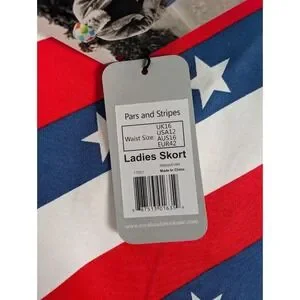 Pars and Stripes
Waist Size:
UK16
USA12
AUS16
EUR42
Ladies Skort
Made in China